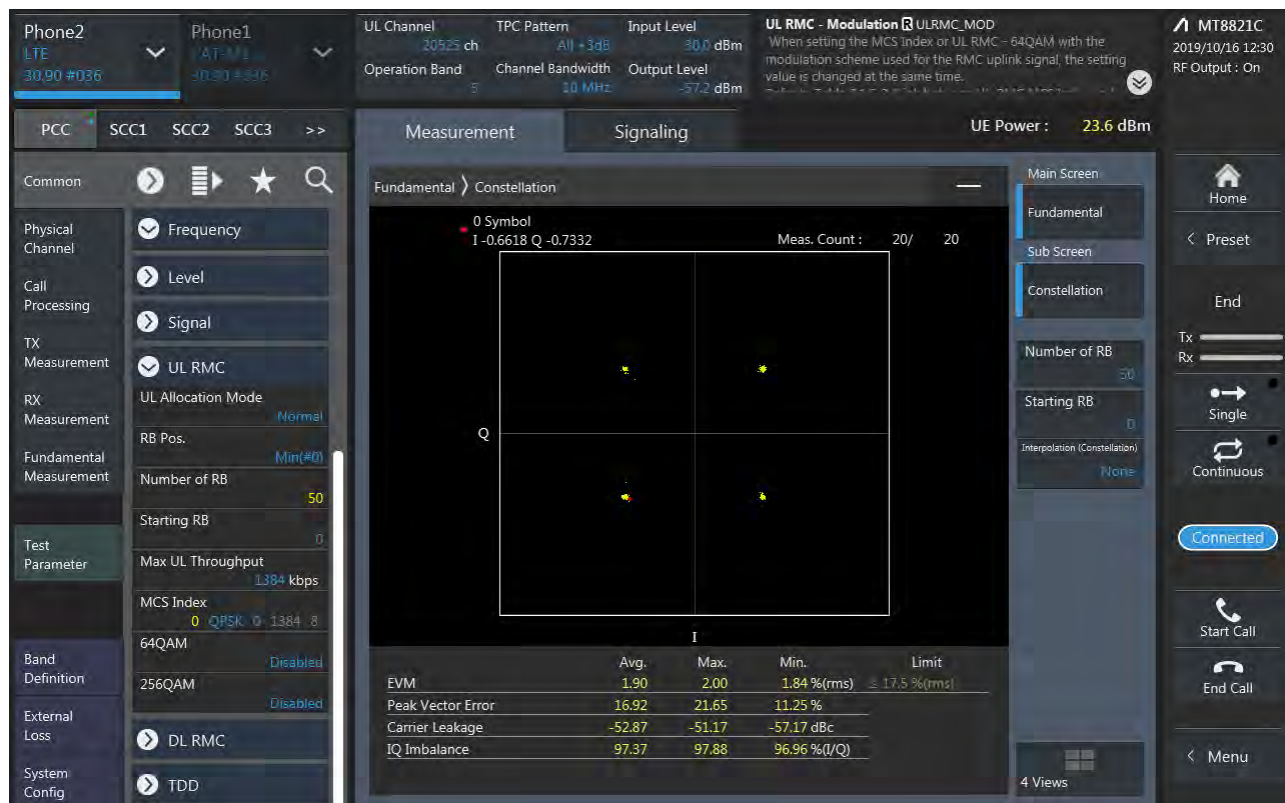 Phone2
LTE
30.90 #036
Phone1
CAT-M1
30.90 #036
UL Channel
20525 ch
Operation Band
5
TPC Pattern
All +3dB
Channel Bandwidth
10 MHz
Input Level
30.0 dBm
Output Level
-57.2 dBm
UL RMC - Modulation R ULRMC_MOD
When setting the MCS Index or UL RMC - 64QAM with the
modulation scheme used for the RMC uplink signal, the setting
value is changed at the same time.
MT8821C
2019/10/16 12:30
RF Output : On
PCC SCC1 SCC2 SCC3 >>
Measurement Signaling
UE Power : 23.6 dBm
Common
Physical
Channel
Call
Processing
TX
Measurement
RX
Measurement
Fundamental
Measurement
Test
Parameter
Band
Definition
External
Loss
System
Config
Frequency
Level
Signal
UL RMC
UL Allocation Mode
Normal
RB Pos.
Min(#0)
Number of RB
50
Starting RB
0
Max UL Throughput
1384 kbps
MCS Index
0 QPSK 0 1384 8
64QAM
Disabled
256QAM
Disabled
DL RMC
TDD
Fundamental Constellation
0 Symbol
I -0.6618 Q -0.7332
Meas. Count : 20/ 20
Q
I
Avg. Max. Min. Limit
EVM 1.90 2.00 1.84 %(rms) ≤ 17.5 %(rms)
Peak Vector Error 16.92 21.65 11.25 %
Carrier Leakage -52.87 -51.17 -57.17 dBc
IQ Imbalance 97.37 97.88 96.96 %(I/Q)
Main Screen
Fundamental
Sub Screen
Constellation
Number of RB
50
Starting RB
0
Interpolation (Constellation)
None
4 Views
Home
< Preset
End
Tx
Rx
Single
Continuous
Connected
Start Call
End Call
< Menu